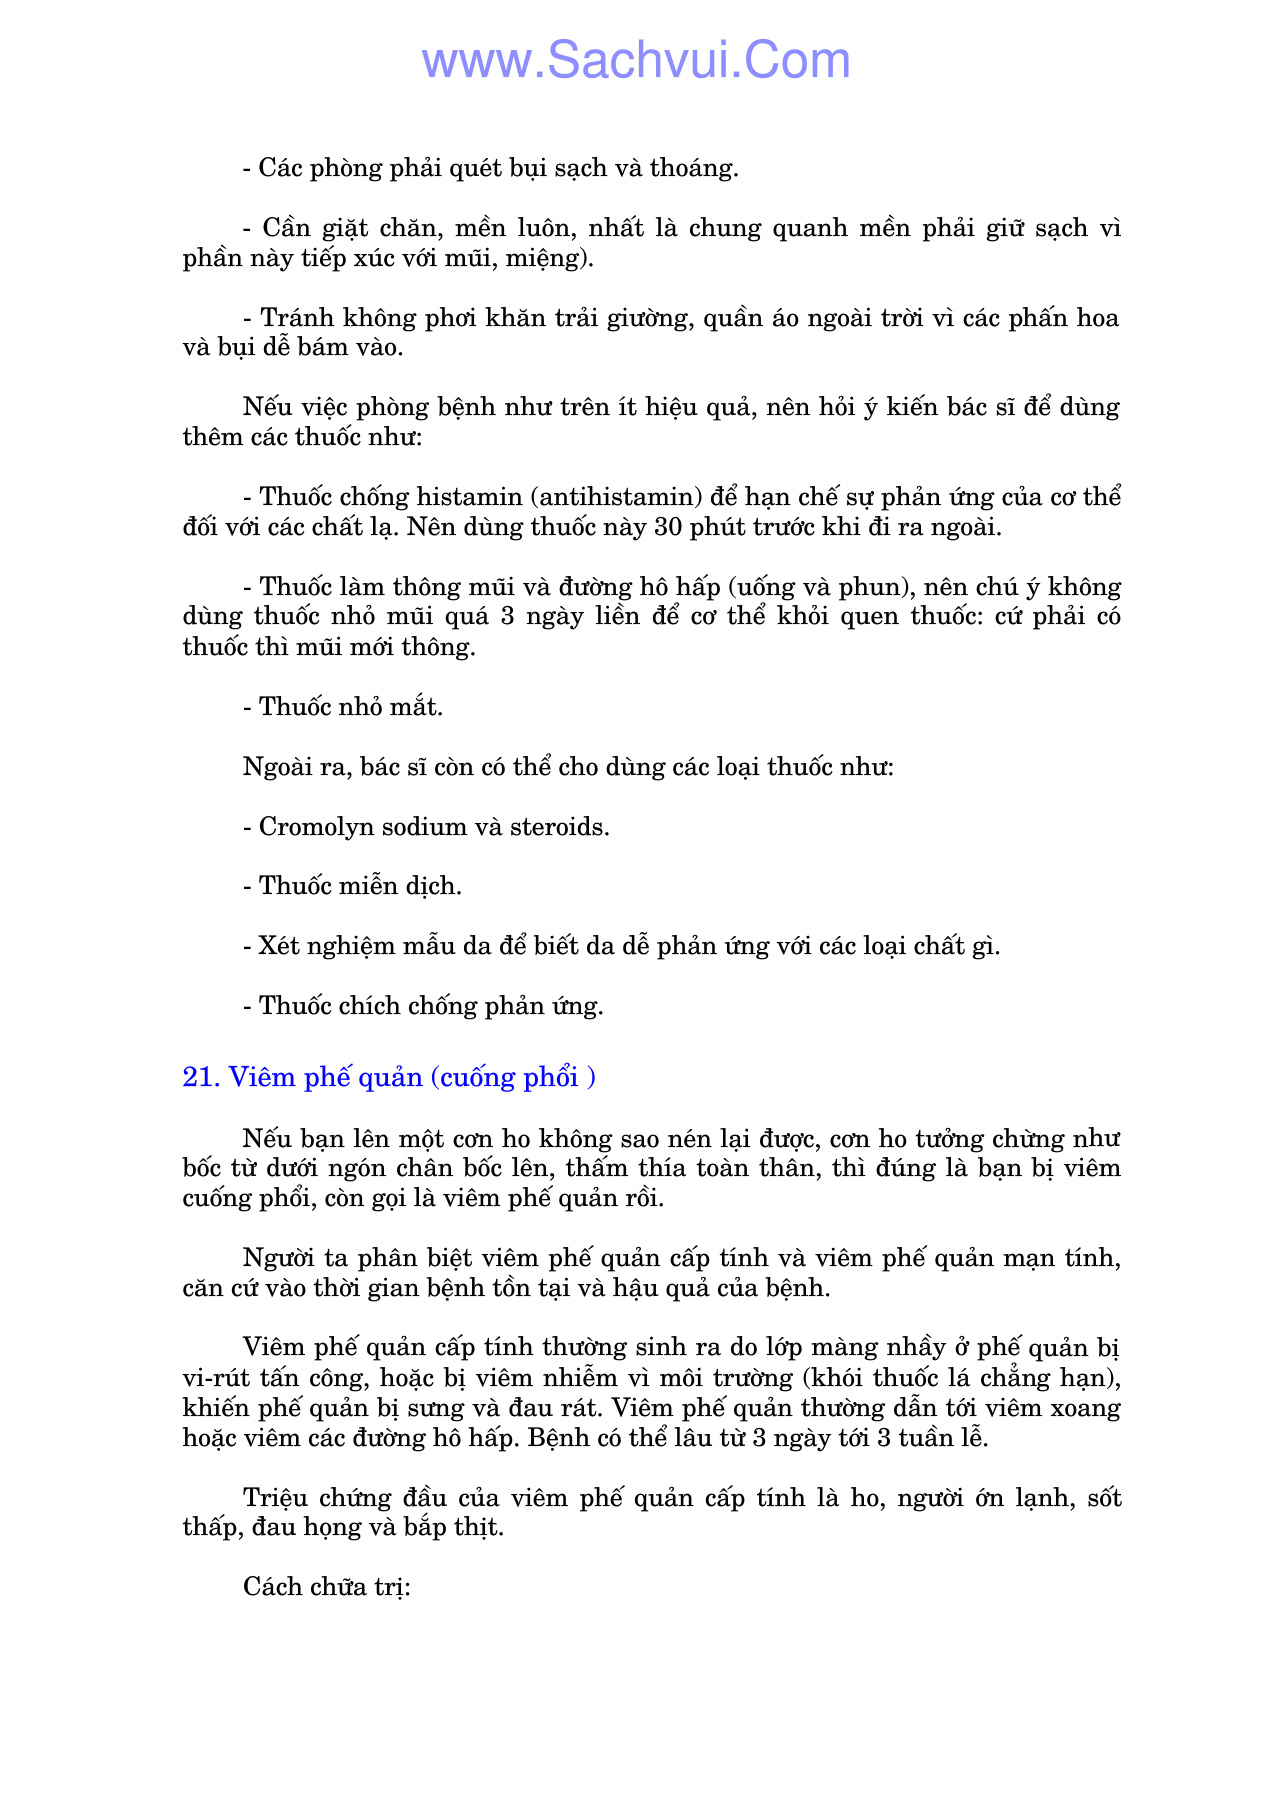 www.Sachvui.Com
- Các phòng phải quét bụi sạch và thoáng.
- Cần giặt chăn, mền luôn, nhất là chung quanh mền phải giữ sạch vì
phần này tiếp xúc với mũi, miệng).
- Tránh không phơi khăn trải giường, quần áo ngoài trời vì các phấn hoa
và bụi dễ bám vào.
Nếu việc phòng bệnh như trên ít hiệu quả, nên hỏi ý kiến bác sĩ để dùng
thêm các thuốc như:
- Thuốc chống histamin (antihistamin) để hạn chế sự phản ứng của cơ thể
đối với các chất lạ. Nên dùng thuốc này 30 phút trước khi đi ra ngoài.
- Thuốc làm thông mũi và đường hô hấp (uống và phun), nên chú ý không
dùng thuốc nhỏ mũi quá 3 ngày liền để cơ thể khỏi quen thuốc: cứ phải có
thuốc thì mũi mới thông.
- Thuốc nhỏ mắt.
Ngoài ra, bác sĩ còn có thể cho dùng các loại thuốc như:
- Cromolyn sodium và steroids.
- Thuốc miễn dịch.
- Xét nghiệm mẫu da để biết da dễ phản ứng với các loại chất gì.
- Thuốc chích chống phản ứng.
21. Viêm phế quản (cuống phổi )
Nếu bạn lên một cơn ho không sao nén lại được, cơn ho tưởng chừng như
bốc từ dưới ngón chân bốc lên, thấm thía toàn thân, thì đúng là bạn bị viêm
cuống phổi, còn gọi là viêm phế quản rồi.
Người ta phân biệt viêm phế quản cấp tính và viêm phế quản mạn tính,
căn cứ vào thời gian bệnh tồn tại và hậu quả của bệnh.
Viêm phế quản cấp tính thường sinh ra do lớp màng nhầy ở phế quản bị
vi-rút tấn công, hoặc bị viêm nhiễm vì môi trường (khói thuốc lá chẳng hạn),
khiến phế quản bị sưng và đau rát. Viêm phế quản thường dẫn tới viêm xoang
hoặc viêm các đường hô hấp. Bệnh có thể lâu từ 3 ngày tới 3 tuần lễ.
Triệu chứng đầu của viêm phế quản cấp tính là ho, người ớn lạnh, sốt
thấp, đau họng và bắp thịt.
Cách chữa trị: